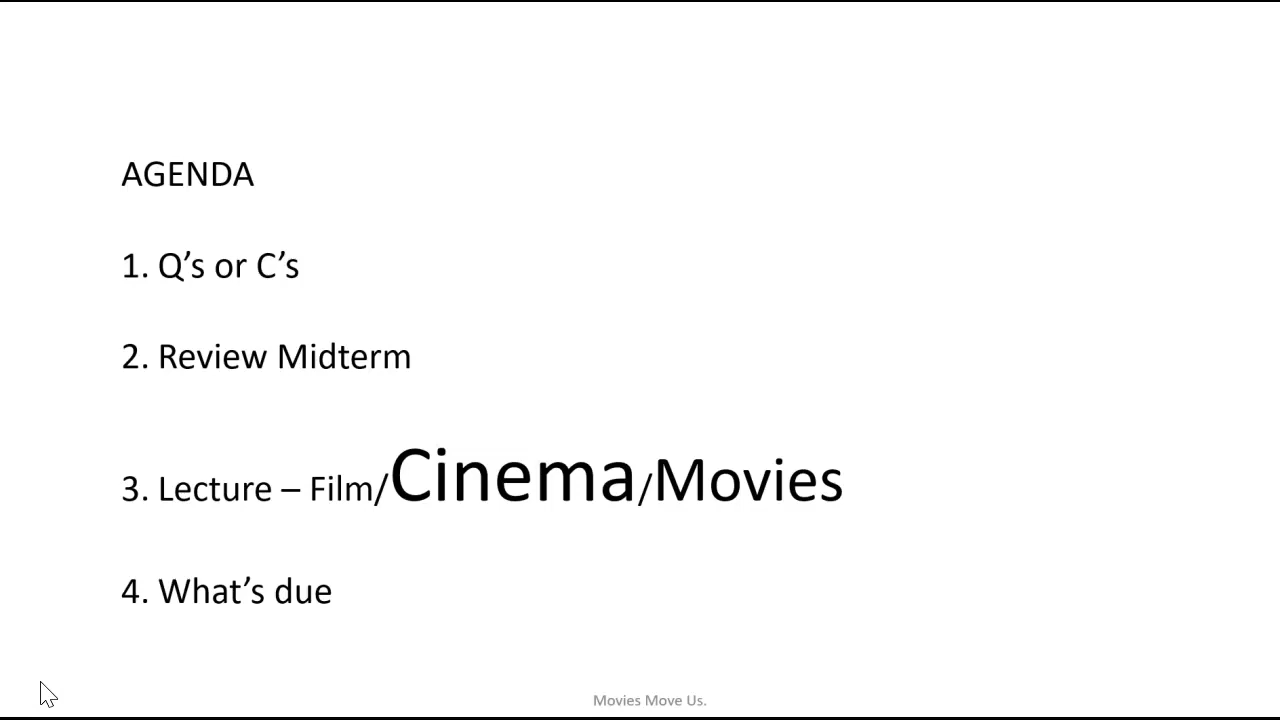 AGENDA
1. Q’s or C’s
2. Review Midterm
3. Lecture – Film/Cinema/Movies
4. What’s due
Movies Move Us.